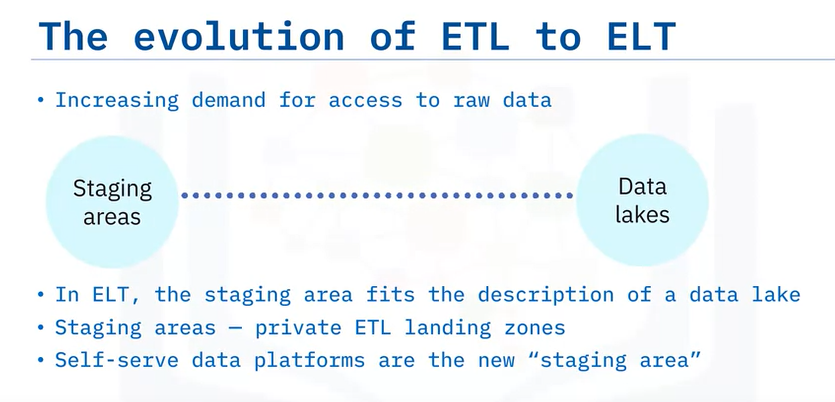 The evolution of ETL to ELT
• Increasing demand for access to raw data
Staging
areas
Data
lakes
• In ELT, the staging area fits the description of a data lake
• Staging areas — private ETL landing zones
• Self-serve data platforms are the new “staging area”